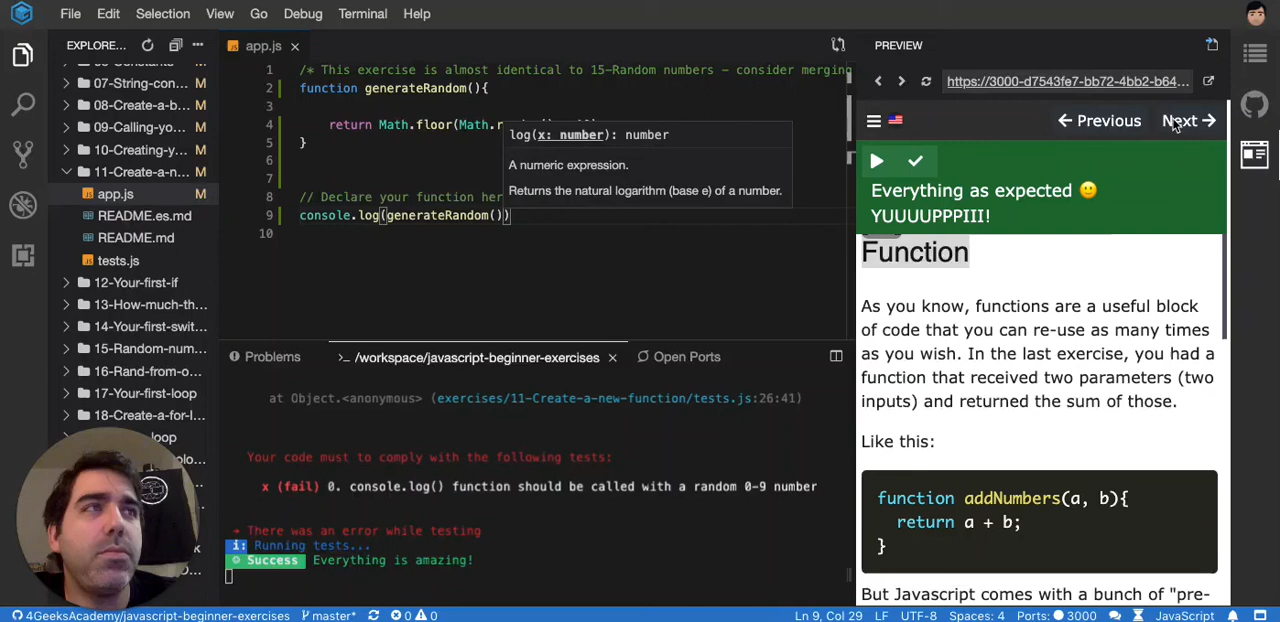 File Edit Selection View Go Debug Terminal Help
EXPLORE...
07-String-con... M
08-Create-a-b... M
09-Calling-yo... M
10-Creating-y... M
11-Create-a-n... M
app.js M
README.es.md
README.md
tests.js
12-Your-first-if
13-How-much-th...
14-Your-first-swit...
15-Random-num...
16-Rand-from-o...
17-Your-first-loop
18-Create-a-for-l...
app.js
1 /* This exercise is almost identical to 15-Random numbers - consider merging
2 function generateRandom(){
3
4 return Math.floor(Math.
5 }
6
7
8 // Declare your function her
9 console.log(generateRandom())
10
log(x: number): number
A numeric expression.
Returns the natural logarithm (base e) of a number.
Problems
>_ /workspace/javascript-beginner-exercises
Open Ports
at Object.<anonymous> (exercises/11-Create-a-new-function/tests.js:26:41)
Your code must to comply with the following tests:
x (fail) 0. console.log() function should be called with a random 0-9 number
→ There was an error while testing
i: Running tests...
☺ Success Everything is amazing!
PREVIEW
https://3000-d7543fe7-bb72-4bb2-b64...
← Previous Next →
Everything as expected 🙂
YUUUUPPPIII!
Function
As you know, functions are a useful block
of code that you can re-use as many times
as you wish. In the last exercise, you had a
function that received two parameters (two
inputs) and returned the sum of those.
Like this:
function addNumbers(a, b){
return a + b;
}
But Javascript comes with a bunch of "pre-
4GeeksAcademy/javascript-beginner-exercises master* 0 0 Ln 9, Col 29 LF UTF-8 Spaces: 4 Ports: 3000 JavaScript